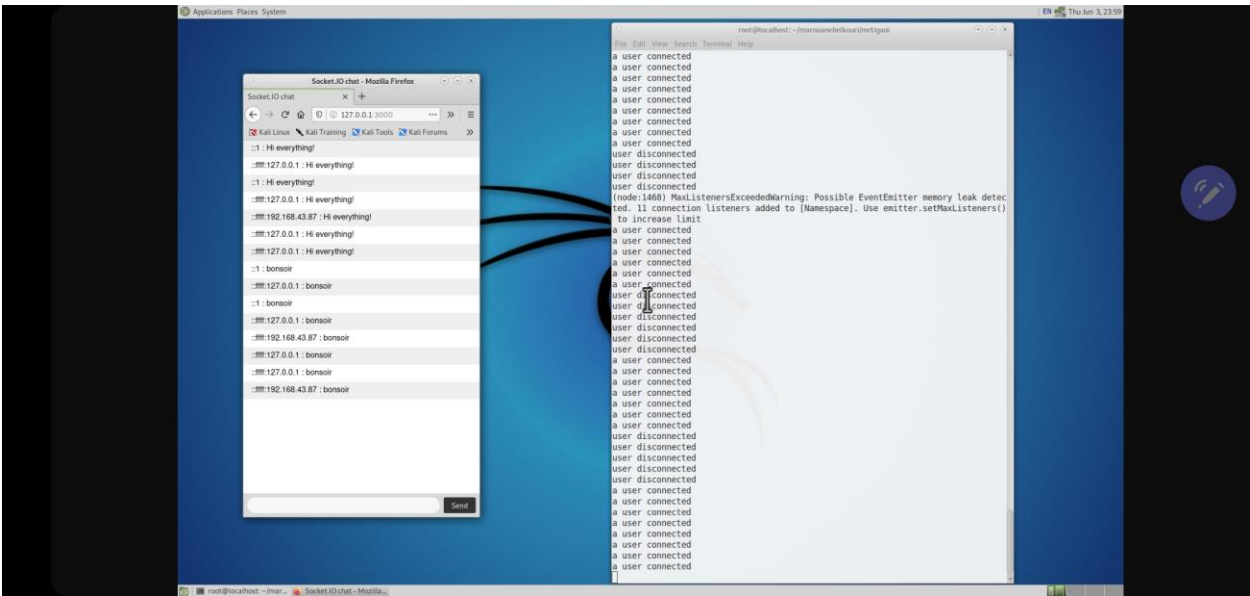 Applications Places System
EN
Thu Jun 3, 23:59
Socket.IO chat - Mozilla Firefox
Socket.IO chat
127.0.0.1:3000
Kali Linux Kali Training Kali Tools Kali Forums
::1 : Hi everything!
::ffff:127.0.0.1 : Hi everything!
::1 : Hi everything!
::ffff:127.0.0.1 : Hi everything!
::ffff:192.168.43.87 : Hi everything!
::ffff:127.0.0.1 : Hi everything!
::ffff:127.0.0.1 : Hi everything!
::1 : bonsoir
::ffff:127.0.0.1 : bonsoir
::1 : bonsoir
::ffff:127.0.0.1 : bonsoir
::ffff:192.168.43.87 : bonsoir
::ffff:127.0.0.1 : bonsoir
::ffff:127.0.0.1 : bonsoir
::ffff:192.168.43.87 : bonsoir
Send
root@localhost: ~/marouanebelkouri/mrtigani
File Edit View Search Terminal Help
a user connected
a user connected
a user connected
a user connected
a user connected
a user connected
a user connected
a user connected
a user connected
user disconnected
user disconnected
user disconnected
user disconnected
(node:1468) MaxListenersExceededWarning: Possible EventEmitter memory leak detec
ted. 11 connection listeners added to [Namespace]. Use emitter.setMaxListeners()
to increase limit
a user connected
a user connected
a user connected
a user connected
a user connected
a user connected
user disconnected
user disconnected
user disconnected
user disconnected
user disconnected
user disconnected
a user connected
a user connected
a user connected
a user connected
a user connected
a user connected
a user connected
user disconnected
user disconnected
user disconnected
user disconnected
user disconnected
a user connected
a user connected
a user connected
a user connected
a user connected
a user connected
a user connected
a user connected
root@localhost: ~/mar...
Socket.IO chat - Mozilla...